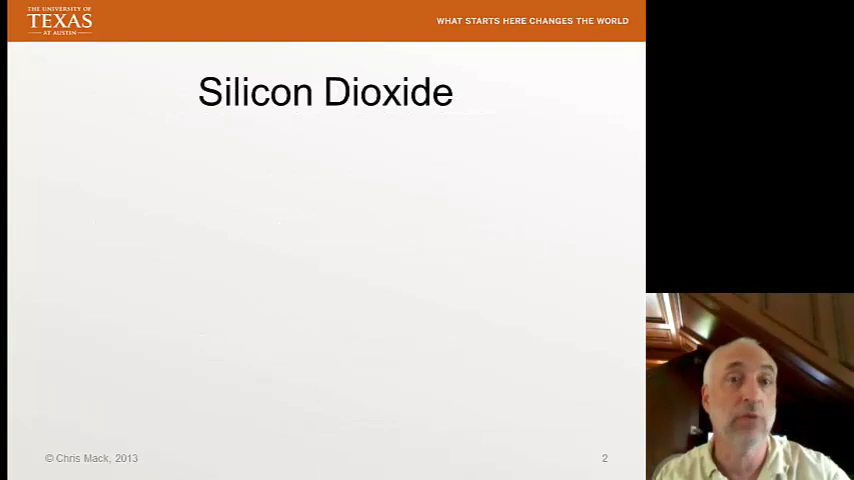 THE UNIVERSITY OF
TEXAS
AT AUSTIN
WHAT STARTS HERE CHANGES THE WORLD
Silicon Dioxide
© Chris Mack, 2013
2